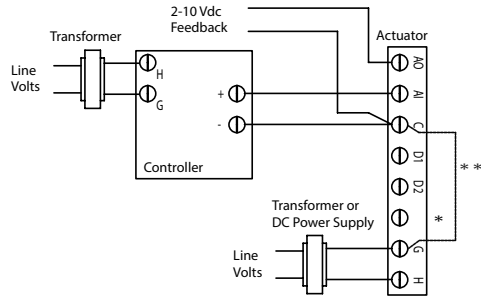 2-10 Vdc
Feedback
Transformer
Actuator
Line
Volts
H
G
+
-
Controller
AO
AI
C
D1
D2
*
G
H
* *
Transformer or
DC Power Supply
Line
Volts